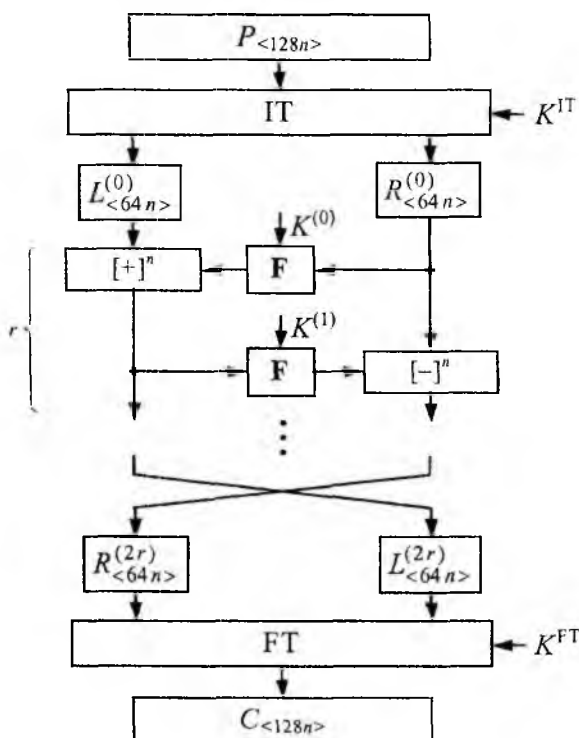 P<128n>
IT
K^IT
L^(0)<64n>
R^(0)<64n>
K^(0)
[+]^n
F
r
K^(1)
F
[−]^n
R^(2r)<64n>
L^(2r)<64n>
FT
K^FT
C<128n>